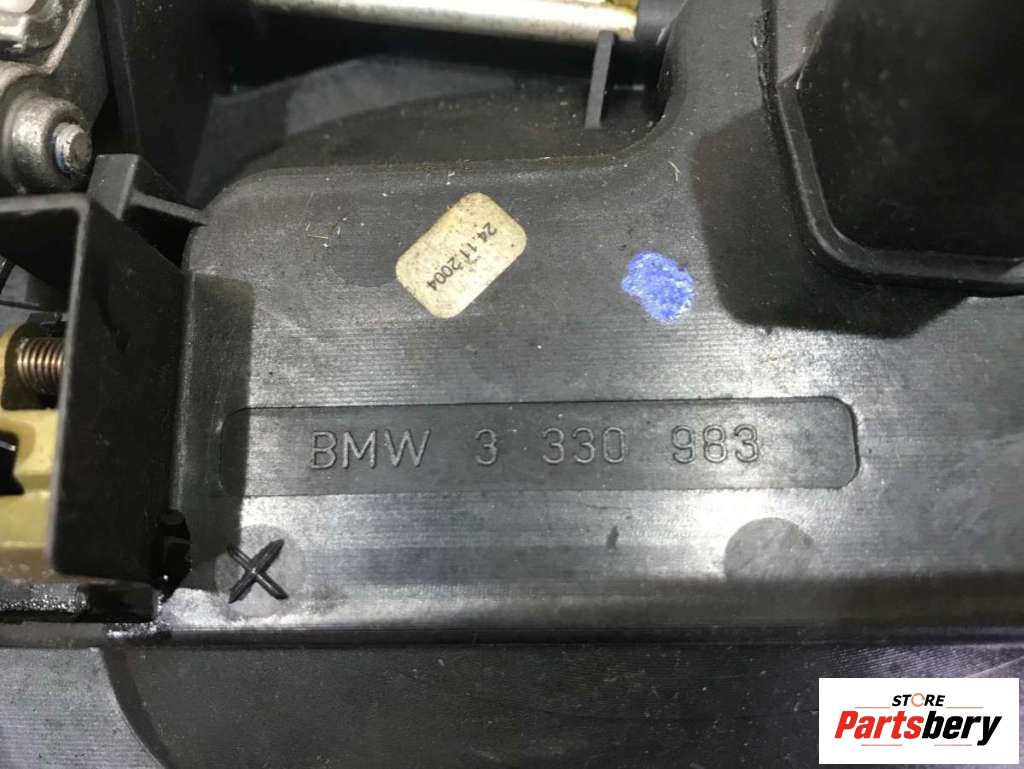 24.11.2004
BMW 3 330 983
STORE
Partsbery